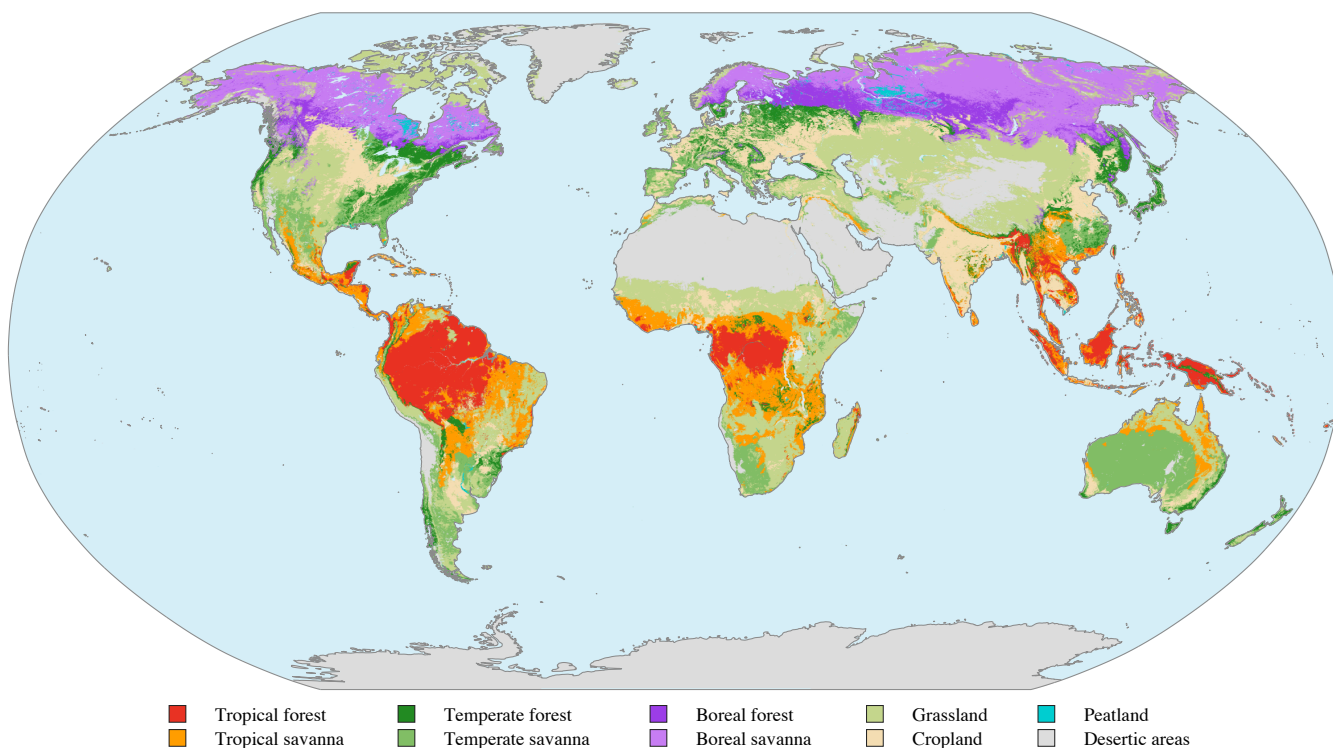 Tropical forest Temperate forest Boreal forest Grassland Peatland
Tropical savanna Temperate savanna Boreal savanna Cropland Desertic areas